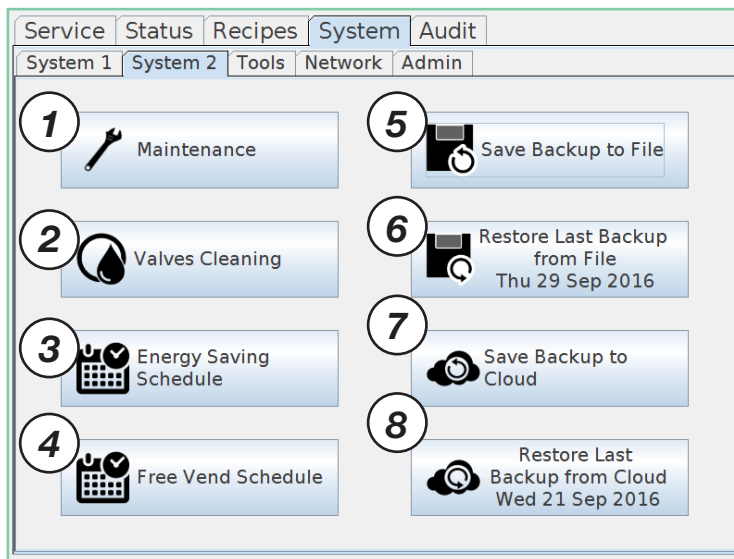 Service Status Recipes System Audit
System 1 System 2 Tools Network Admin
1
Maintenance
2
Valves Cleaning
3
Energy Saving
Schedule
4
Free Vend Schedule
5
Save Backup to File
6
Restore Last Backup
from File
Thu 29 Sep 2016
7
Save Backup to
Cloud
8
Restore Last
Backup from Cloud
Wed 21 Sep 2016